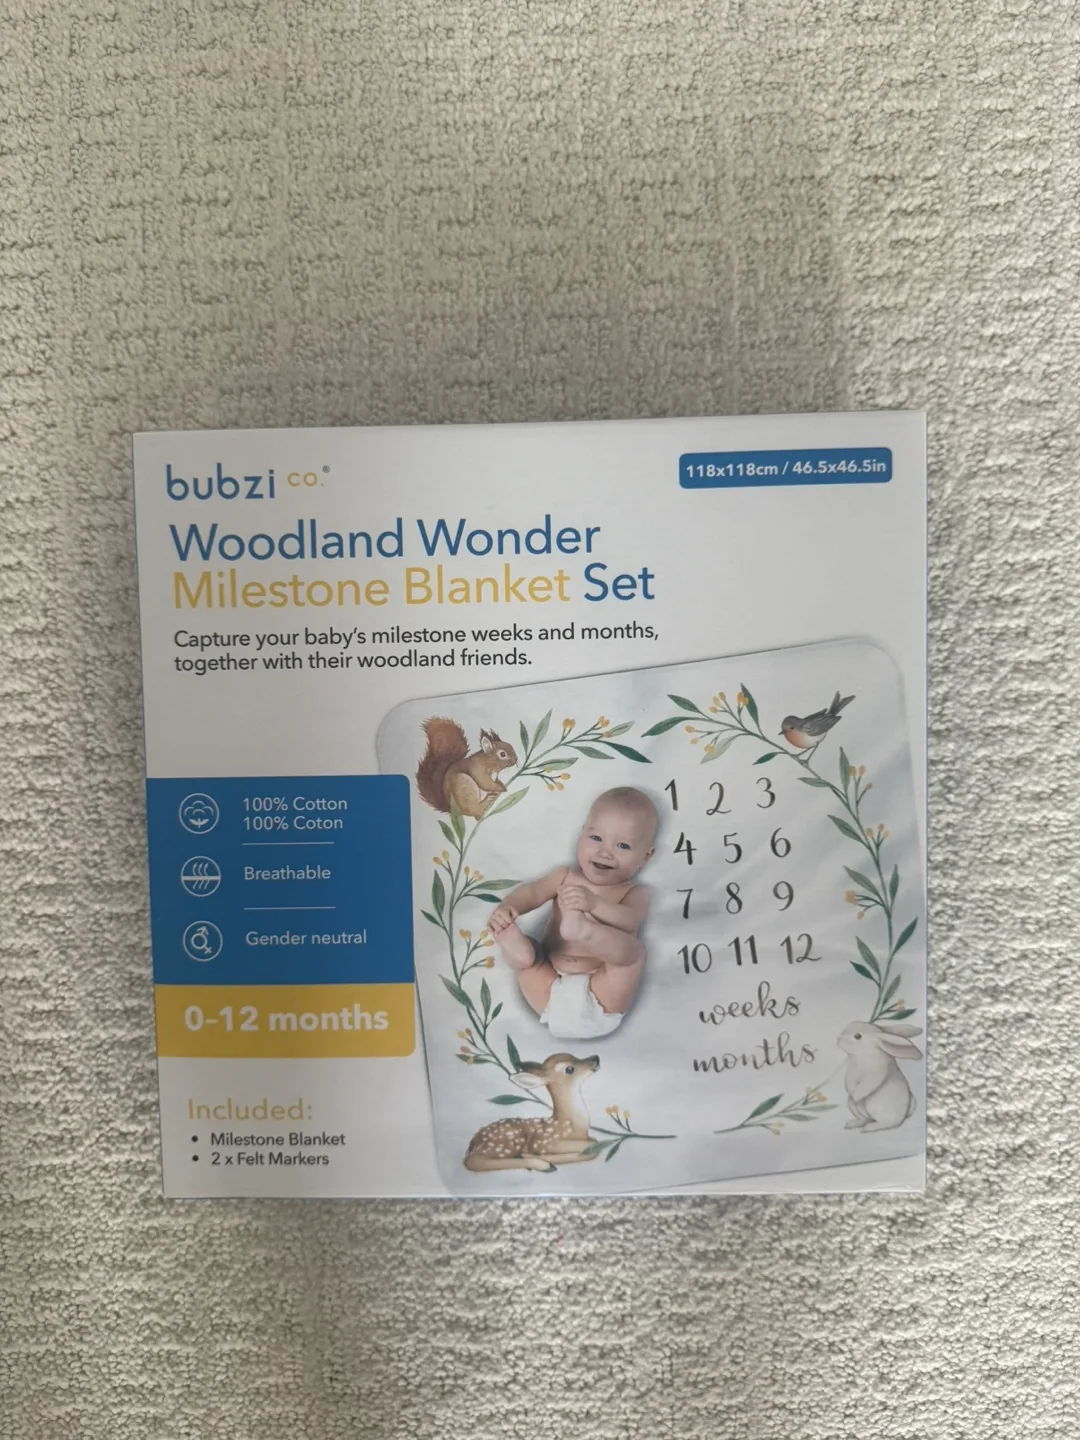 bubzi co.®
118x118cm / 46.5x46.5in
Woodland Wonder
Milestone Blanket Set
Capture your baby's milestone weeks and months,
together with their woodland friends.
100% Cotton
100% Coton
Breathable
Gender neutral
0-12 months
Included:
• Milestone Blanket
• 2 x Felt Markers
1 2 3
4 5 6
7 8 9
10 11 12
weeks
months